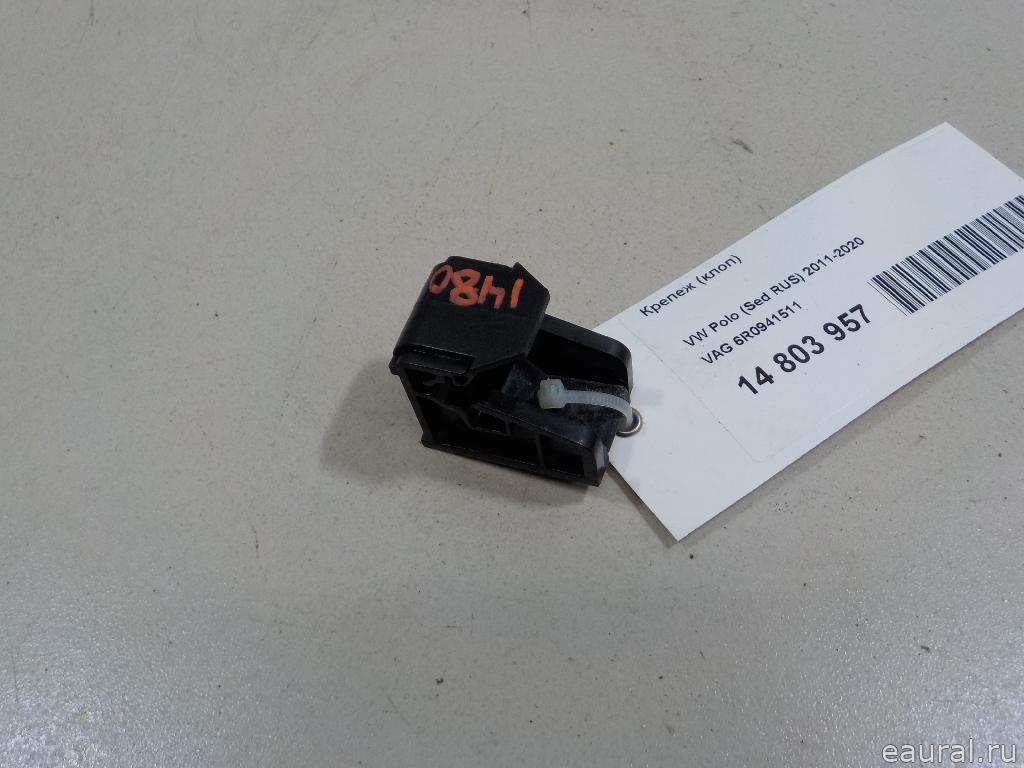 1480
Крепеж (клоп)
VW Polo (Sed RUS) 2011-2020
VAG 6R0941511
14 803 957
eaural.ru